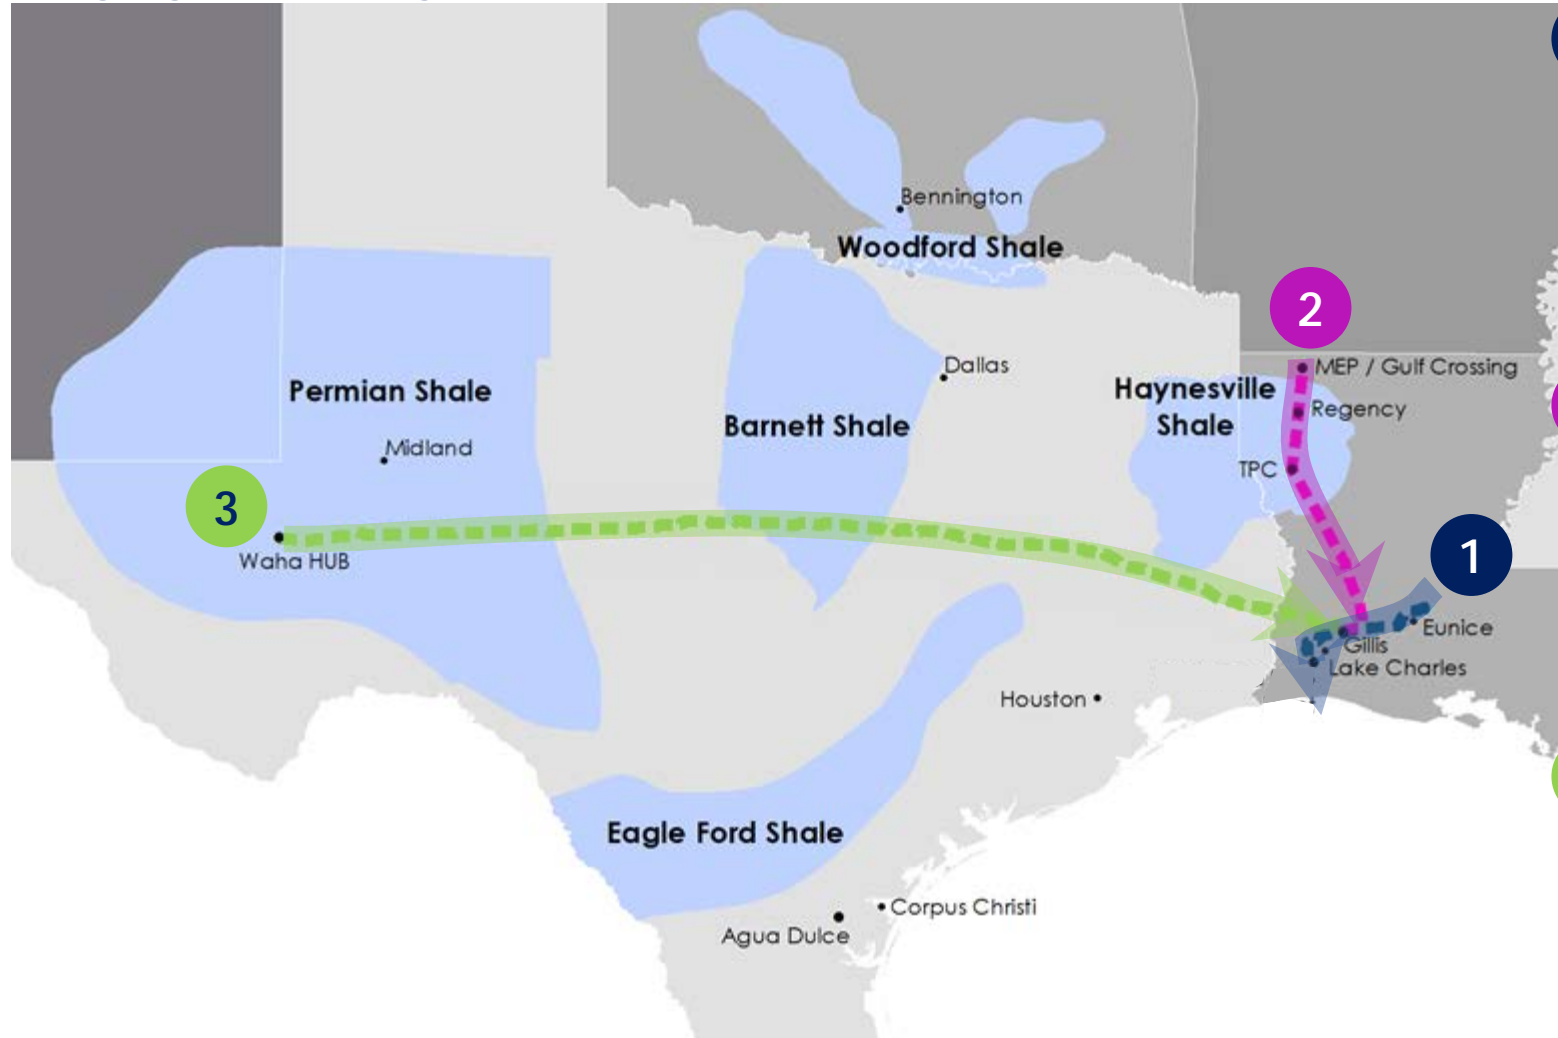 Bennington
Woodford Shale
2
MEP / Gulf Crossing
Dallas
Haynesville
Shale
Permian Shale
Regency
Barnett Shale
Midland
TPC
3
Waha HUB
1
Eunice
Gillis
Lake Charles
Houston
Eagle Ford Shale
Corpus Christi
Agua Dulce